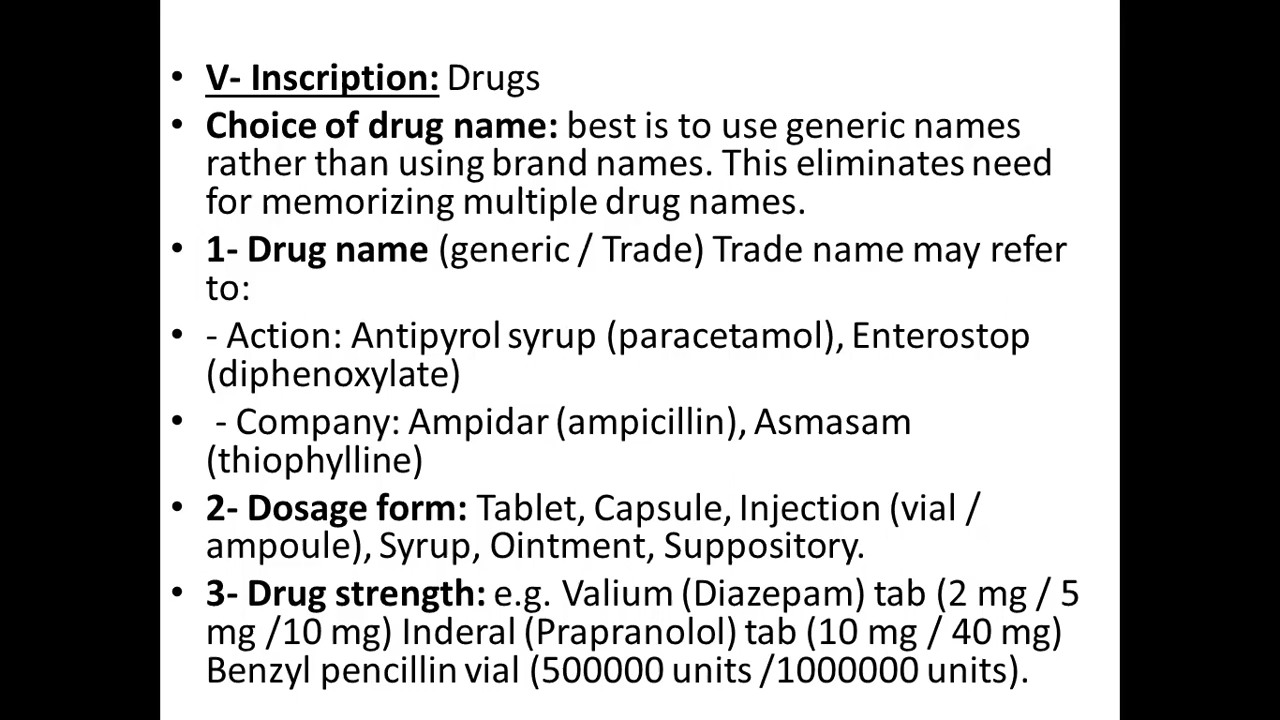 • V- Inscription: Drugs
• Choice of drug name: best is to use generic names
rather than using brand names. This eliminates need
for memorizing multiple drug names.
• 1- Drug name (generic / Trade) Trade name may refer
to:
• - Action: Antipyrol syrup (paracetamol), Enterostop
(diphenoxylate)
• - Company: Ampidar (ampicillin), Asmasam
(thiophylline)
• 2- Dosage form: Tablet, Capsule, Injection (vial /
ampoule), Syrup, Ointment, Suppository.
• 3- Drug strength: e.g. Valium (Diazepam) tab (2 mg / 5
mg /10 mg) Inderal (Prapranolol) tab (10 mg / 40 mg)
Benzyl pencillin vial (500000 units /1000000 units).